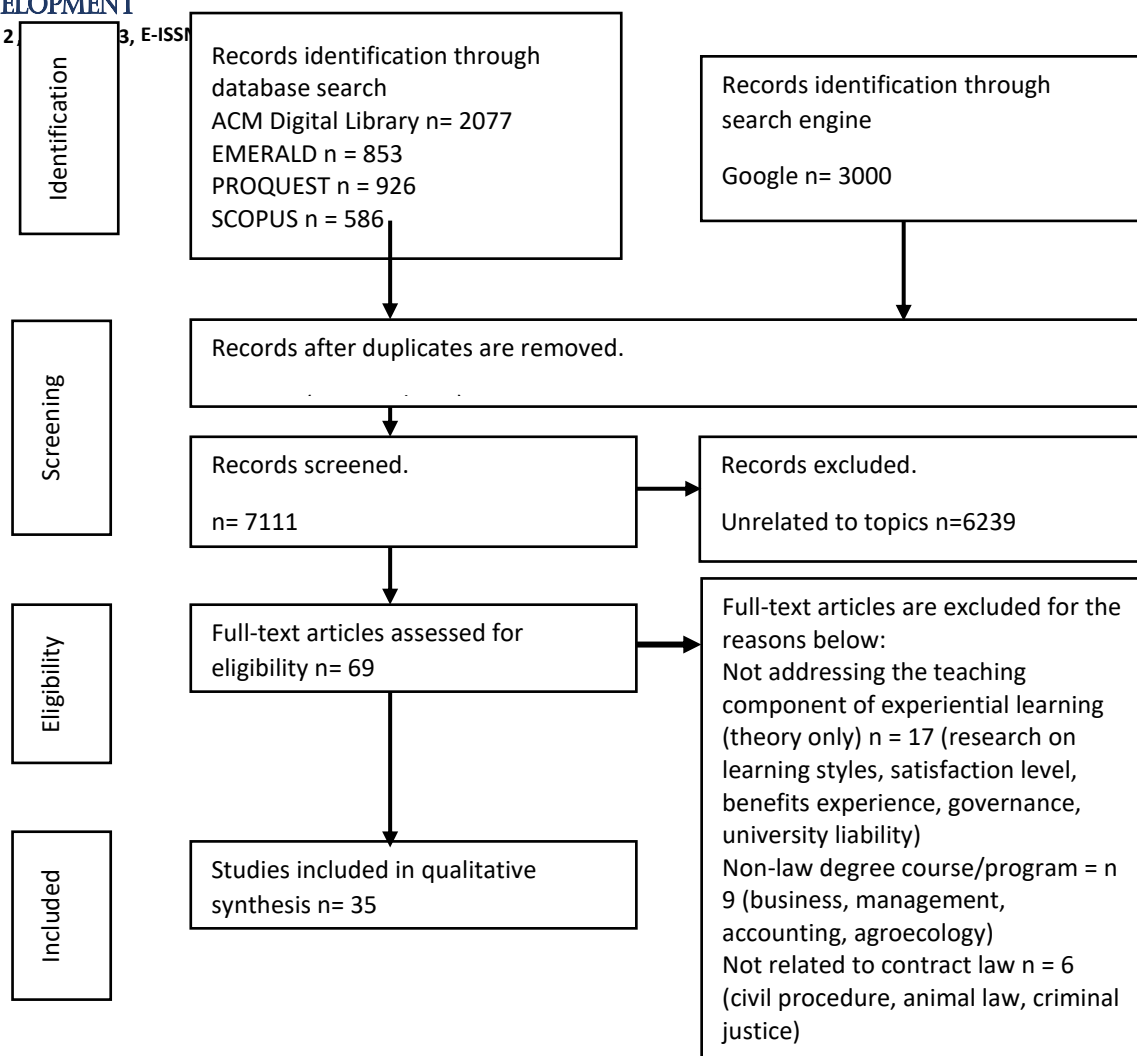 ELOPMENT
2, 3, E-ISSN
Identification
Records identification through
database search
ACM Digital Library n= 2077
EMERALD n = 853
PROQUEST n = 926
SCOPUS n = 586
Records identification through
search engine
Google n= 3000
Screening
Records after duplicates are removed.
Records screened.
n= 7111
Records excluded.
Unrelated to topics n=6239
Eligibility
Full-text articles assessed for
eligibility n= 69
Full-text articles are excluded for the
reasons below:
Not addressing the teaching
component of experiential learning
(theory only) n = 17 (research on
learning styles, satisfaction level,
benefits experience, governance,
university liability)
Non-law degree course/program = n
9 (business, management,
accounting, agroecology)
Not related to contract law n = 6
(civil procedure, animal law, criminal
justice)
Included
Studies included in qualitative
synthesis n= 35